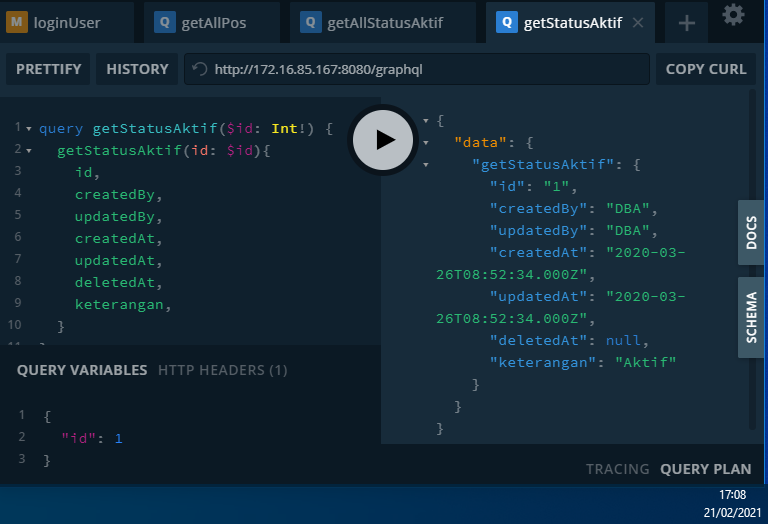 M loginUser
Q getAllPos
Q getAllStatusAktif
Q getStatusAktif ×
+
PRETTIFY
HISTORY
http://172.16.85.167:8080/graphql
COPY CURL
1 query getStatusAktif($id: Int!) {
2 getStatusAktif(id: $id){
3 id,
4 createdBy,
5 updatedBy,
6 createdAt,
7 updatedAt,
8 deletedAt,
9 keterangan,
10 }
{
"data": {
"getStatusAktif": {
"id": "1",
"createdBy": "DBA",
"updatedBy": "DBA",
"createdAt": "2020-03-
26T08:52:34.000Z",
"updatedAt": "2020-03-
26T08:52:34.000Z",
"deletedAt": null,
"keterangan": "Aktif"
}
}
}
DOCS
SCHEMA
QUERY VARIABLES
HTTP HEADERS (1)
1 {
2 "id": 1
3 }
TRACING
QUERY PLAN
17:08
21/02/2021